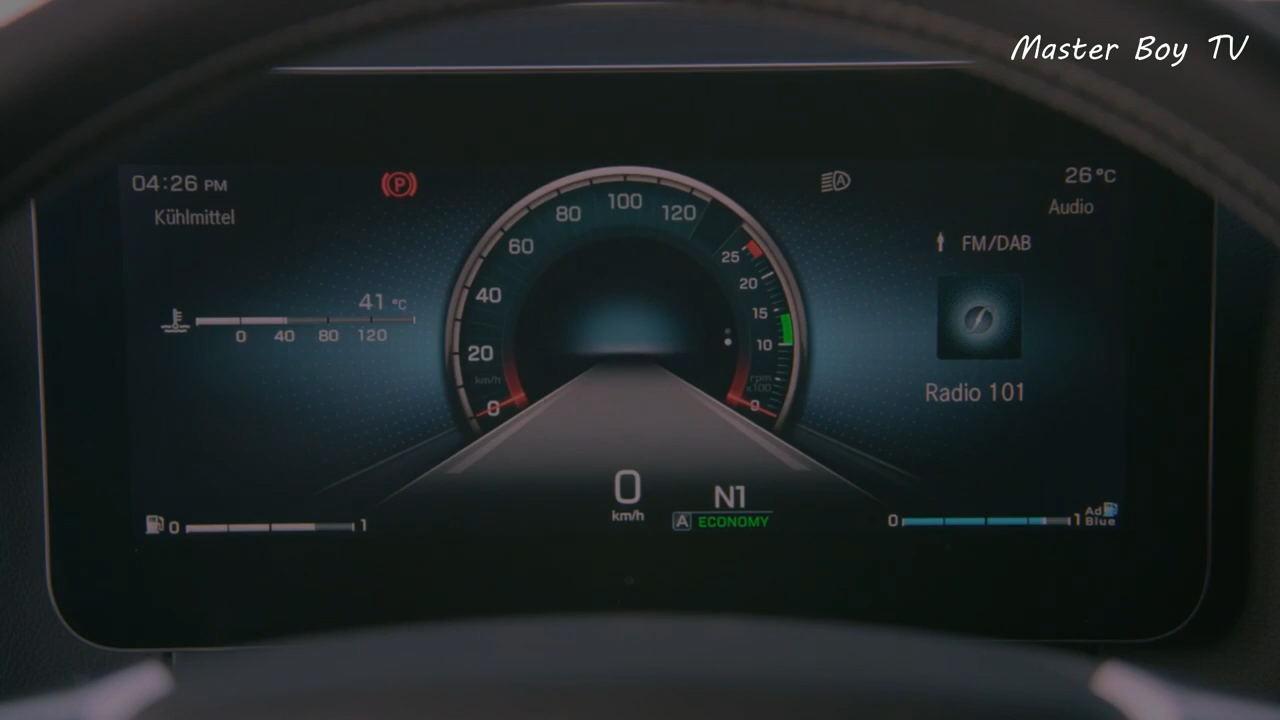 Master Boy TV
04:26 PM
26 °C
Kühlmittel
Audio
FM/DAB
41 °C
0 40 80 120
Radio 101
0 20 40 60 80 100 120
km/h
25
20
15
10
rpm
x100
0
0
km/h
N1
A ECONOMY
0 1
0 1 Ad
Blue
P
A